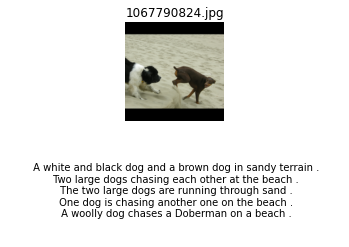 1067790824.jpg
A white and black dog and a brown dog in sandy terrain .
Two large dogs chasing each other at the beach .
The two large dogs are running through sand .
One dog is chasing another one on the beach .
A woolly dog chases a Doberman on a beach .